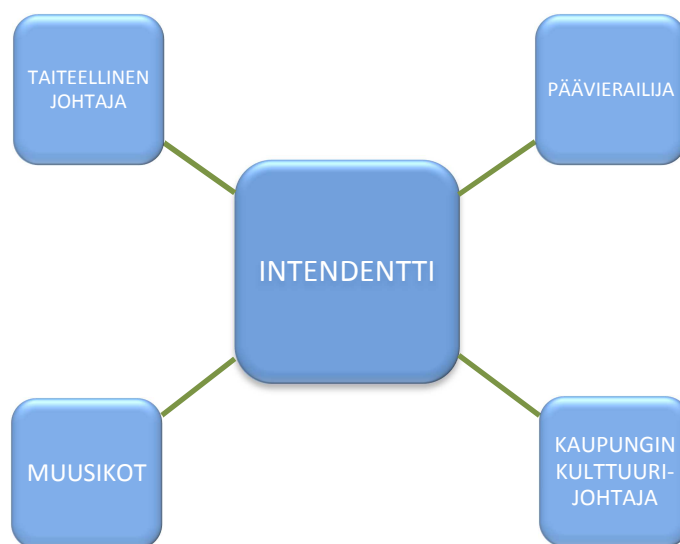 TAITEELLINEN
JOHTAJA
PÄÄVIERAILIJA
INTENDENTTI
MUUSIKOT
KAUPUNGIN
KULTTUURI-
JOHTAJA